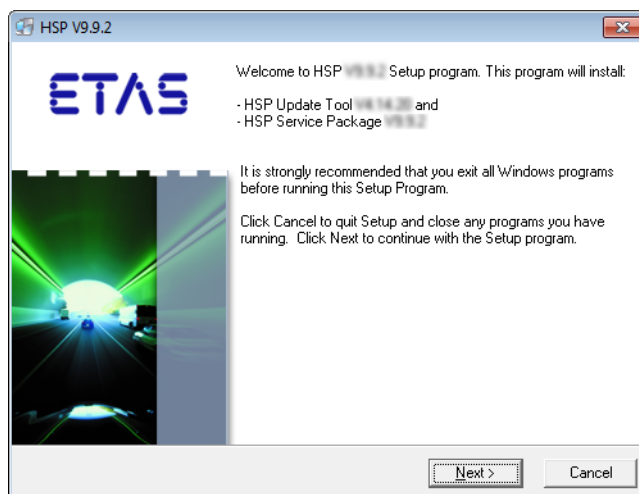 HSP V9.9.2
ETAS
Welcome to HSP Setup program. This program will install:
- HSP Update Tool and
- HSP Service Package
It is strongly recommended that you exit all Windows programs
before running this Setup Program.
Click Cancel to quit Setup and close any programs you have
running. Click Next to continue with the Setup program.
Next >
Cancel